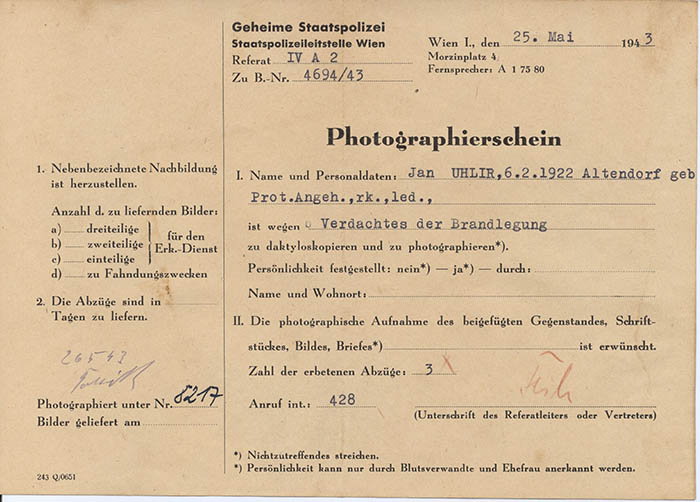 Geheime Staatspolizei
Staatspolizeileitstelle Wien
Referat IV A 2
Zu B.-Nr. 4694/43
Wien I., den 25. Mai 1943
Morzinplatz 4
Fernsprecher: A 1 75 80
Photographierschein
1. Nebenbezeichnete Nachbildung
ist herzustellen.
Anzahl d. zu liefernden Bilder:
a) dreiteilige
b) zweiteilige
c) einteilige
für den
Erk.-Dienst
d) zu Fahndungszwecken
2. Die Abzüge sind in
Tagen zu liefern.
26543
Photographiert unter Nr. 8217
Bilder geliefert am
243 Q/0651
I. Name und Personaldaten: Jan UHLIR,6.2.1922 Altendorf geb
Prot.Angeh.,rk.,led.,
ist wegen Verdachtes der Brandlegung
zu daktyloskopieren und zu photographieren*).
Persönlichkeit festgestellt: nein*) — ja*) — durch:
Name und Wohnort:
II. Die photographische Aufnahme des beigefügten Gegenstandes, Schrift-
stückes, Bildes, Briefes*) ist erwünscht.
Zahl der erbetenen Abzüge: 3
Anruf int.: 428
(Unterschrift des Referatleiters oder Vertreters)
*) Nichtzutreffendes streichen.
*) Persönlichkeit kann nur durch Blutsverwandte und Ehefrau anerkannt werden.